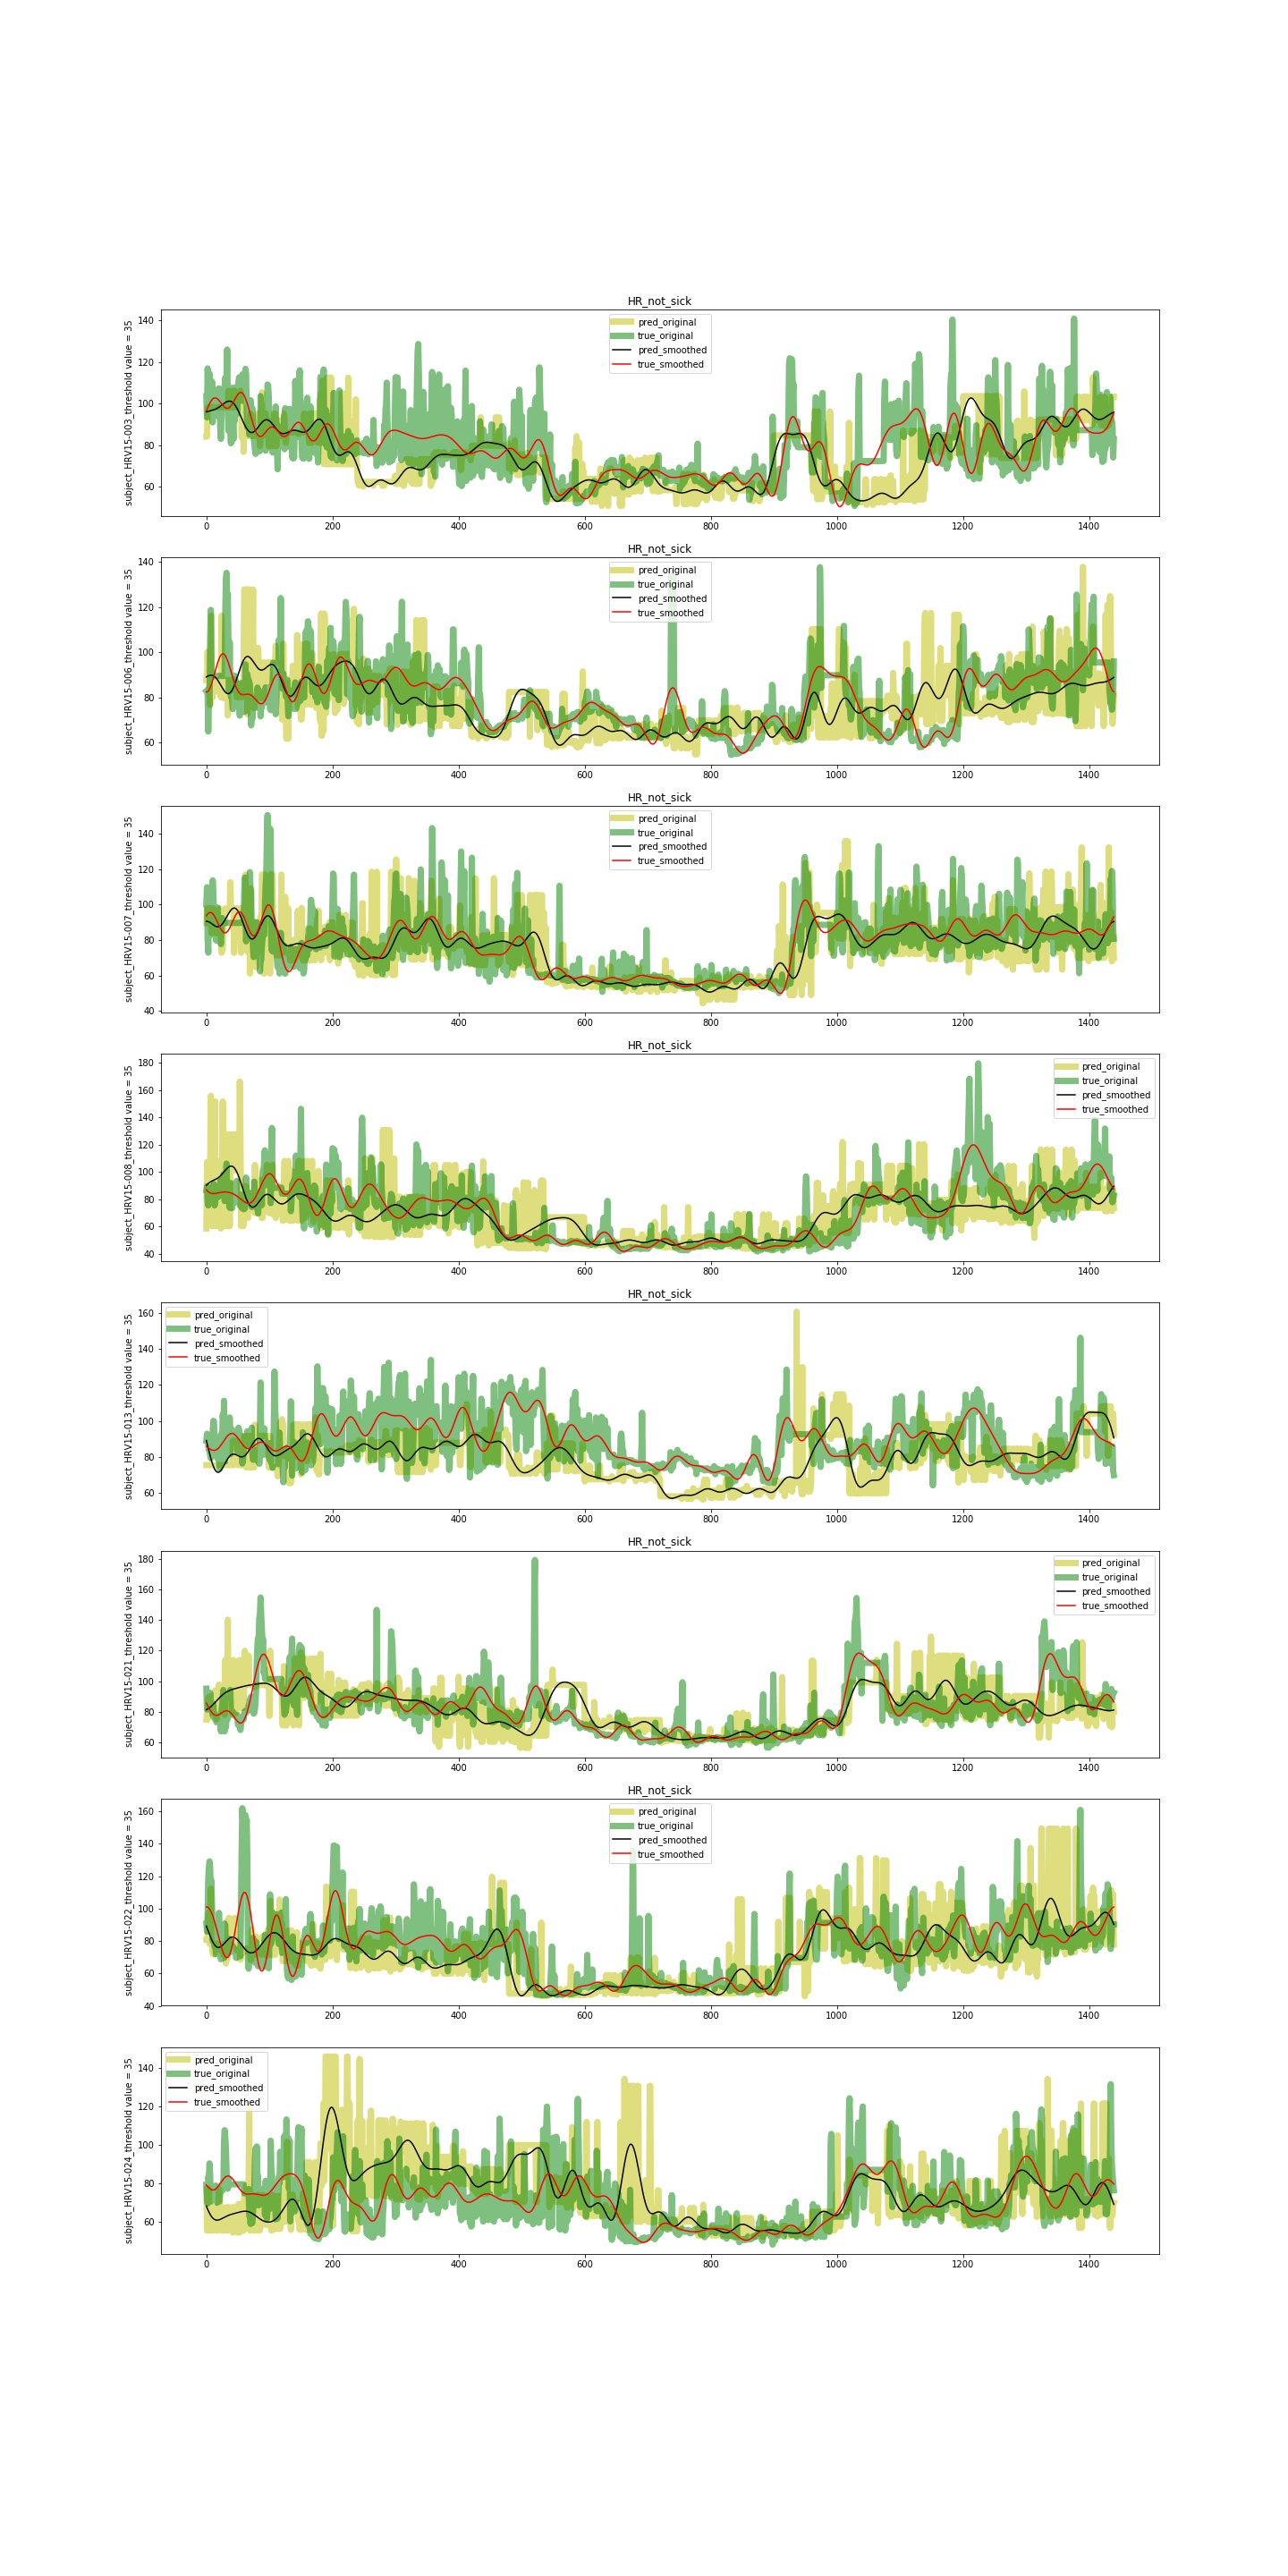 HR_not_sick
subject_HRV15-003_threshold value = 35
140
120
100
80
60
pred_original
true_original
pred_smoothed
true_smoothed
0 200 400 600 800 1000 1200 1400
HR_not_sick
subject_HRV15-006_threshold value = 35
140
120
100
80
60
pred_original
true_original
pred_smoothed
true_smoothed
0 200 400 600 800 1000 1200 1400
HR_not_sick
subject_HRV15-007_threshold value = 35
140
120
100
80
60
40
pred_original
true_original
pred_smoothed
true_smoothed
0 200 400 600 800 1000 1200 1400
HR_not_sick
subject_HRV15-008_threshold value = 35
180
160
140
120
100
80
60
40
pred_original
true_original
pred_smoothed
true_smoothed
0 200 400 600 800 1000 1200 1400
HR_not_sick
subject_HRV15-013_threshold value = 35
160
140
120
100
80
60
pred_original
true_original
pred_smoothed
true_smoothed
0 200 400 600 800 1000 1200 1400
HR_not_sick
subject_HRV15-021_threshold value = 35
180
160
140
120
100
80
60
pred_original
true_original
pred_smoothed
true_smoothed
0 200 400 600 800 1000 1200 1400
HR_not_sick
subject_HRV15-022_threshold value = 35
160
140
120
100
80
60
40
pred_original
true_original
pred_smoothed
true_smoothed
0 200 400 600 800 1000 1200 1400
subject_HRV15-024_threshold value = 35
140
120
100
80
60
pred_original
true_original
pred_smoothed
true_smoothed
0 200 400 600 800 1000 1200 1400